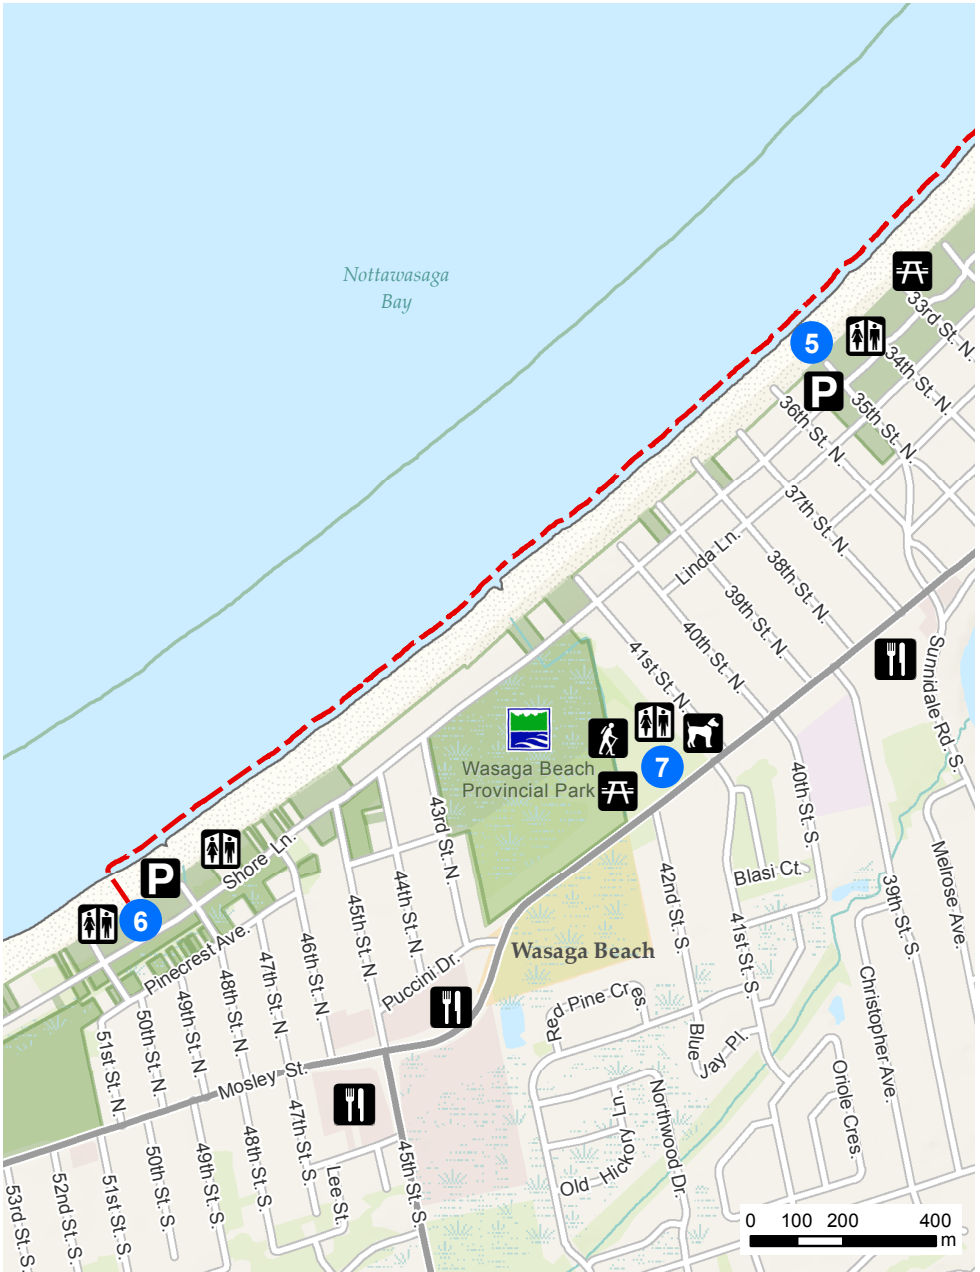 Nottawasaga
Bay
33rd St. N.
5
34th St. N.
P
35th St. N.
36th St. N.
37th St. N.
Linda Ln.
38th St. N.
39th St. N.
40th St. N.
41st St. N.
Sunnidale Rd. S.
7
Wasaga Beach
Provincial Park
40th St. S.
43rd St. N.
Shore Ln.
P
6
44th St. N.
45th St. N.
46th St. N.
Pinecrest Ave.
47th St. N.
48th St. N.
49th St. N.
50th St. N.
51st St. N.
Blasi Ct.
Melrose Ave.
39th St. S.
42nd St. S.
41st St. S.
Wasaga Beach
Puccini Dr.
Red Pine Cres.
Christopher Ave.
Blue
Jay Pl.
Mosley St.
Oriole Cres.
Northwood Dr.
Old Hickory Ln.
47th St. S.
48th St. S.
49th St. S.
50th St. S.
51st St. S.
52nd St. S.
53rd St. S.
Lee St.
45th St. S.
0 100 200 400
m